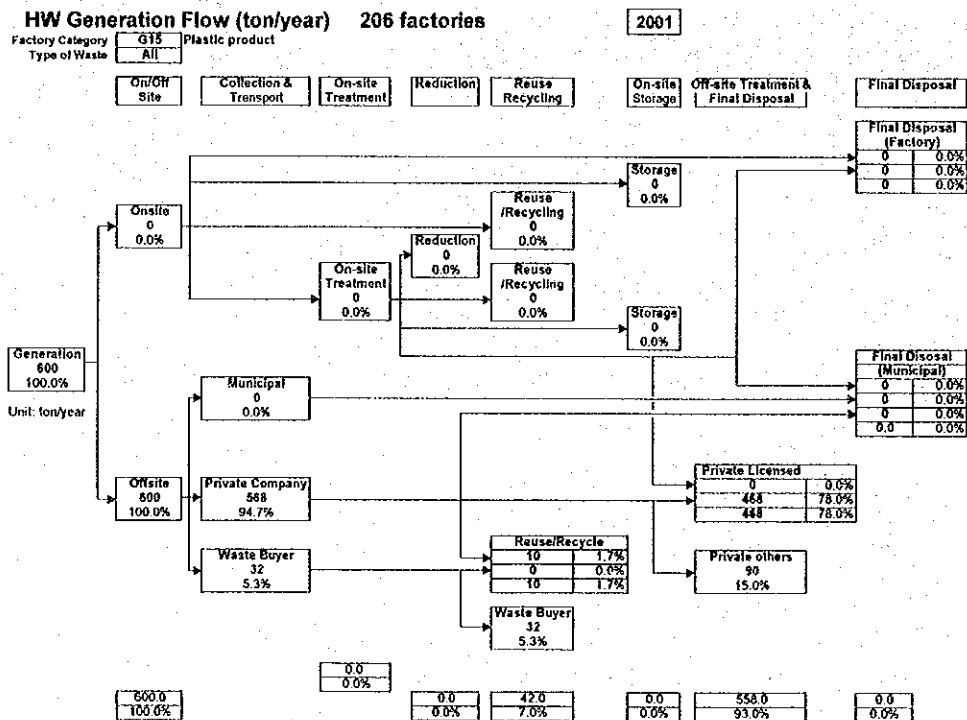 HW Generation Flow (ton/year) 206 factories 2001
Factory Category G15 Plastic product
Type of Waste All
On/Off Site
Collection & Transport
On-site Treatment
Reduction
Reuse Recycling
On-site Storage
Off-site Treatment & Final Disposal
Final Disposal
Final Disposal
(Factory)
0 0.0%
0 0.0%
0 0.0%
Storage
0
0.0%
Onsite
0
0.0%
Reuse
/Recycling
0
0.0%
Reduction
0
0.0%
On-site
Treatment
0
0.0%
Reuse
/Recycling
0
0.0%
Storage
0
0.0%
Generation
600
100.0%
Unit: ton/year
Final Disosal
(Municipal)
0 0.0%
0 0.0%
0 0.0%
0.0 0.0%
Municipal
0
0.0%
Offsite
600
100.0%
Private Company
568
94.7%
Private Licensed
0 0.0%
468 78.0%
468 78.0%
Waste Buyer
32
5.3%
Reuse/Recycle
10 1.7%
0 0.0%
10 1.7%
Private others
90
15.0%
Waste Buyer
32
5.3%
0.0
0.0%
600.0 0.0 42.0 0.0 558.0 0.0
100.0% 0.0% 7.0% 0.0% 93.0% 0.0%